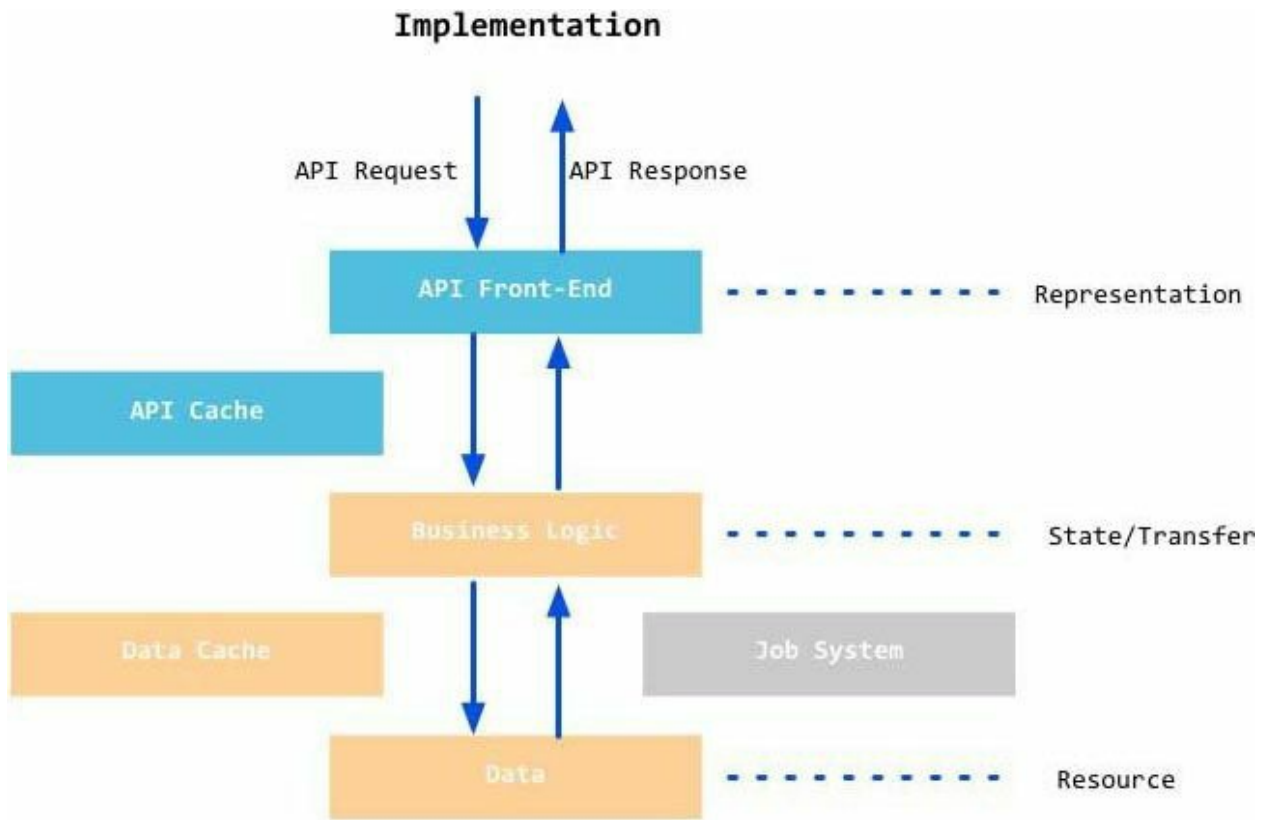 Implementation
API Request
API Response
API Front-End
Representation
API Cache
Business Logic
State/Transfer
Data Cache
Job System
Data
Resource